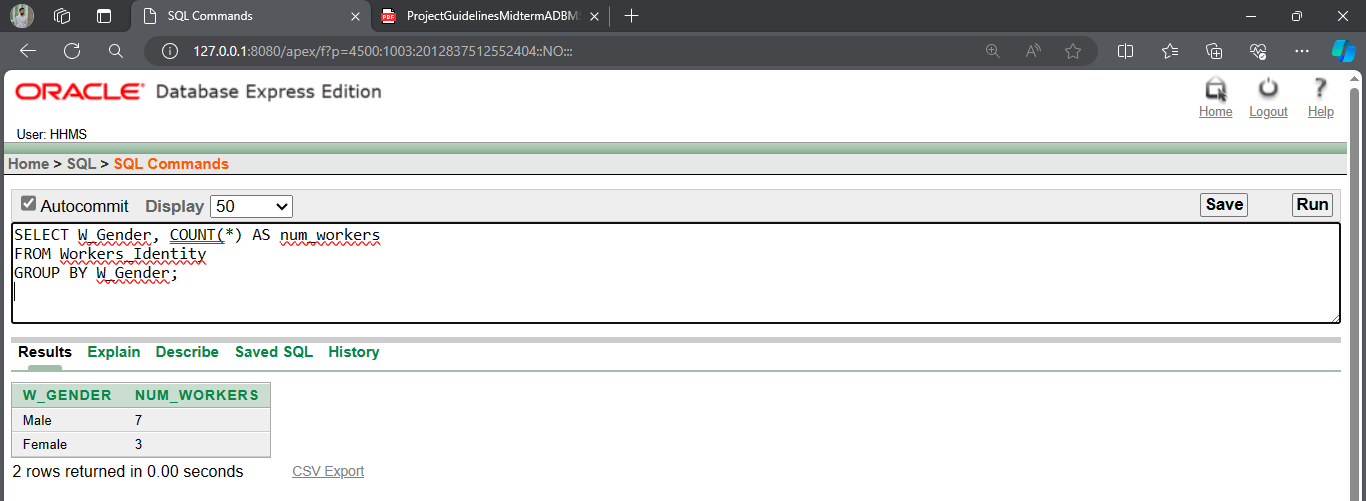 SQL Commands
ProjectGuidelinesMidtermADBMS
127.0.0.1:8080/apex/f?p=4500:1003:2012837512552404::NO:::
ORACLE Database Express Edition
Home Logout Help
User: HHMS
Home > SQL > SQL Commands
Autocommit Display 50 Save Run
SELECT W_Gender, COUNT(*) AS num_workers
FROM Workers_Identity
GROUP BY W_Gender;
Results Explain Describe Saved SQL History
W_GENDER NUM_WORKERS
Male 7
Female 3
2 rows returned in 0.00 seconds CSV Export